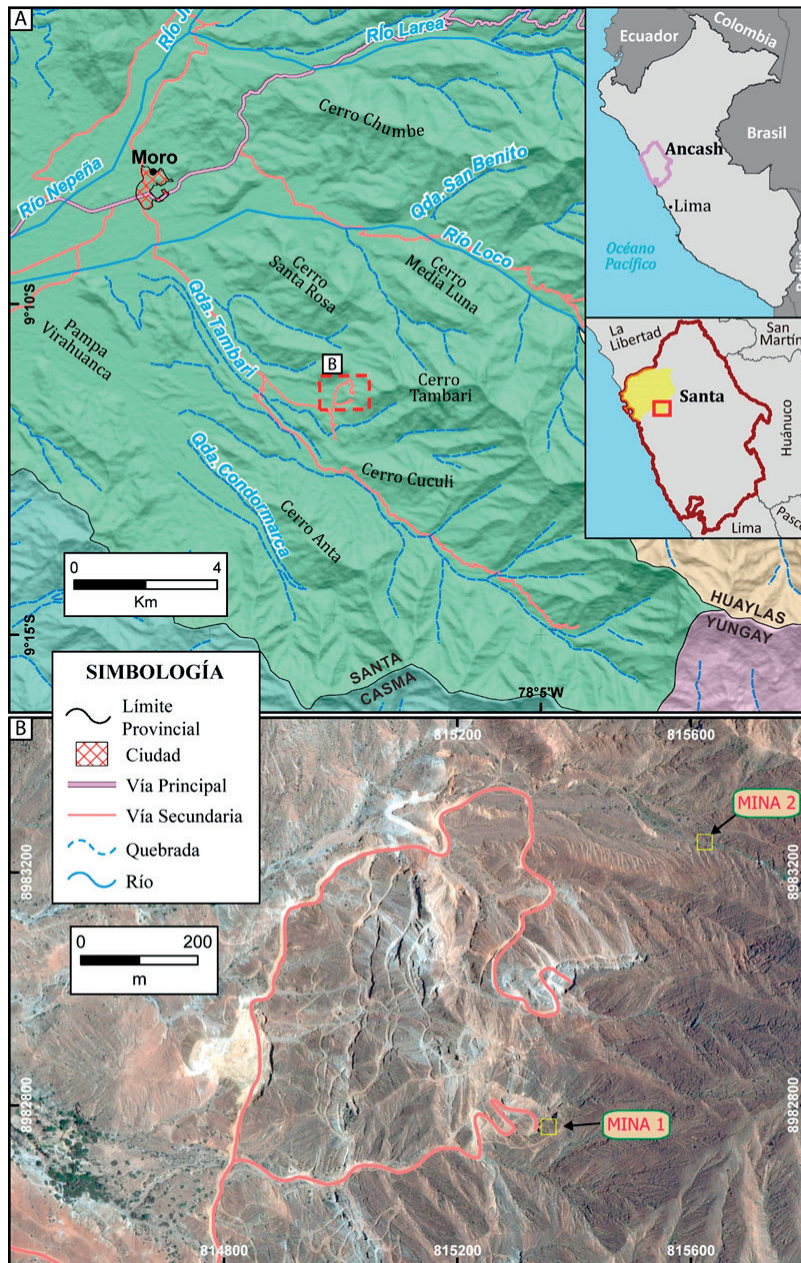 A
Río Larea
Ecuador
Colombia
Cerro Chumbe
Brasil
Ancash
Moro
Lima
Río Nepeña
Qda. San Benito
Océano
Pacífico
Río Loco
Cerro
Santa Rosa
Cerro
Media Luna
9°10'S
Qda. Tambari
Pampa
Virahuanca
La
Libertad
San
Martín
B
Cerro
Tambari
Santa
Huánuco
Qda. Condormarca
Cerro Cuculi
Cerro Anta
Lima
Pasco
0 4
Km
HUAYLAS
YUNGAY
9°15'S
SANTA
CASMA
78°5'W
SIMBOLOGÍA
Límite
Provincial
Ciudad
Vía Principal
Vía Secundaria
Quebrada
Río
B
815200
815600
MINA 2
8983200
8983200
0 200
m
8982800
8982800
MINA 1
814800
815200
815600